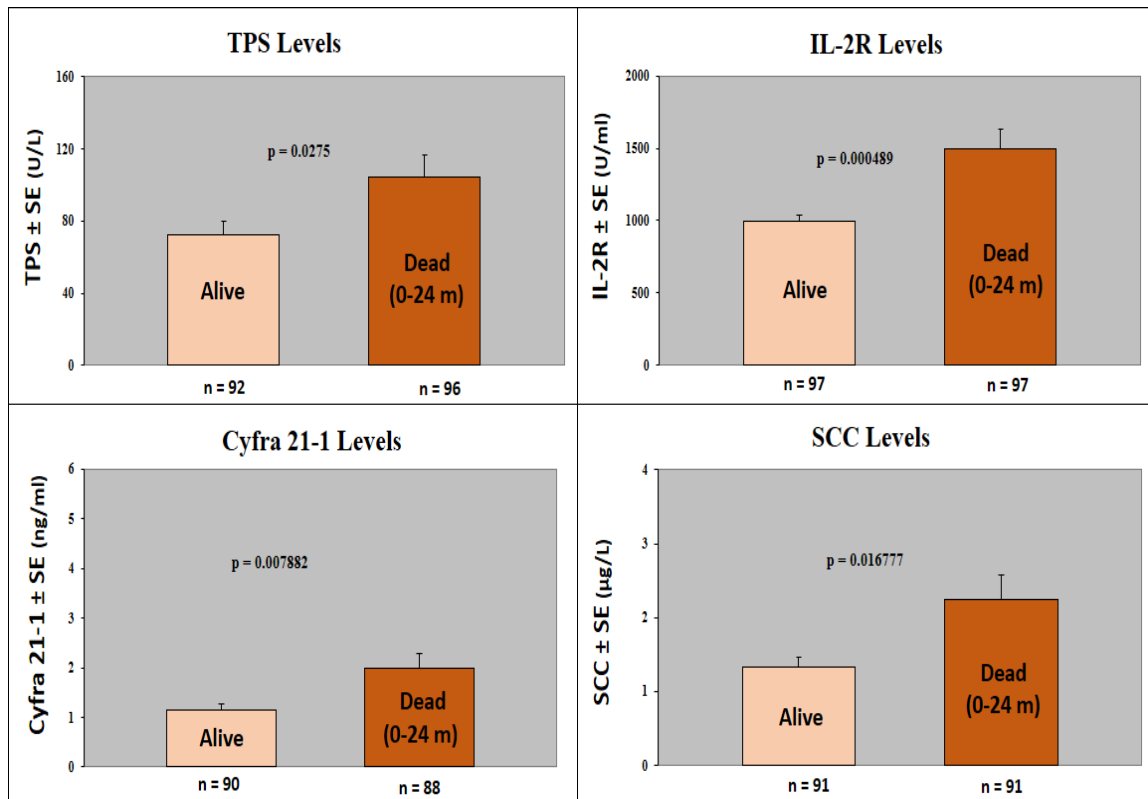 TPS Levels
TPS ± SE (U/L)
160
120
80
40
0
p = 0.0275
Alive
Dead
(0-24 m)
n = 92
n = 96
IL-2R Levels
IL-2R ± SE (U/ml)
2000
1500
1000
500
0
p = 0.000489
Alive
Dead
(0-24 m)
n = 97
n = 97
Cyfra 21-1 Levels
Cyfra 21-1 ± SE (ng/ml)
6
5
4
3
2
1
0
p = 0.007882
Alive
Dead
(0-24 m)
n = 90
n = 88
SCC Levels
SCC ± SE (µg/L)
4
3
2
1
0
p = 0.016777
Alive
Dead
(0-24 m)
n = 91
n = 91